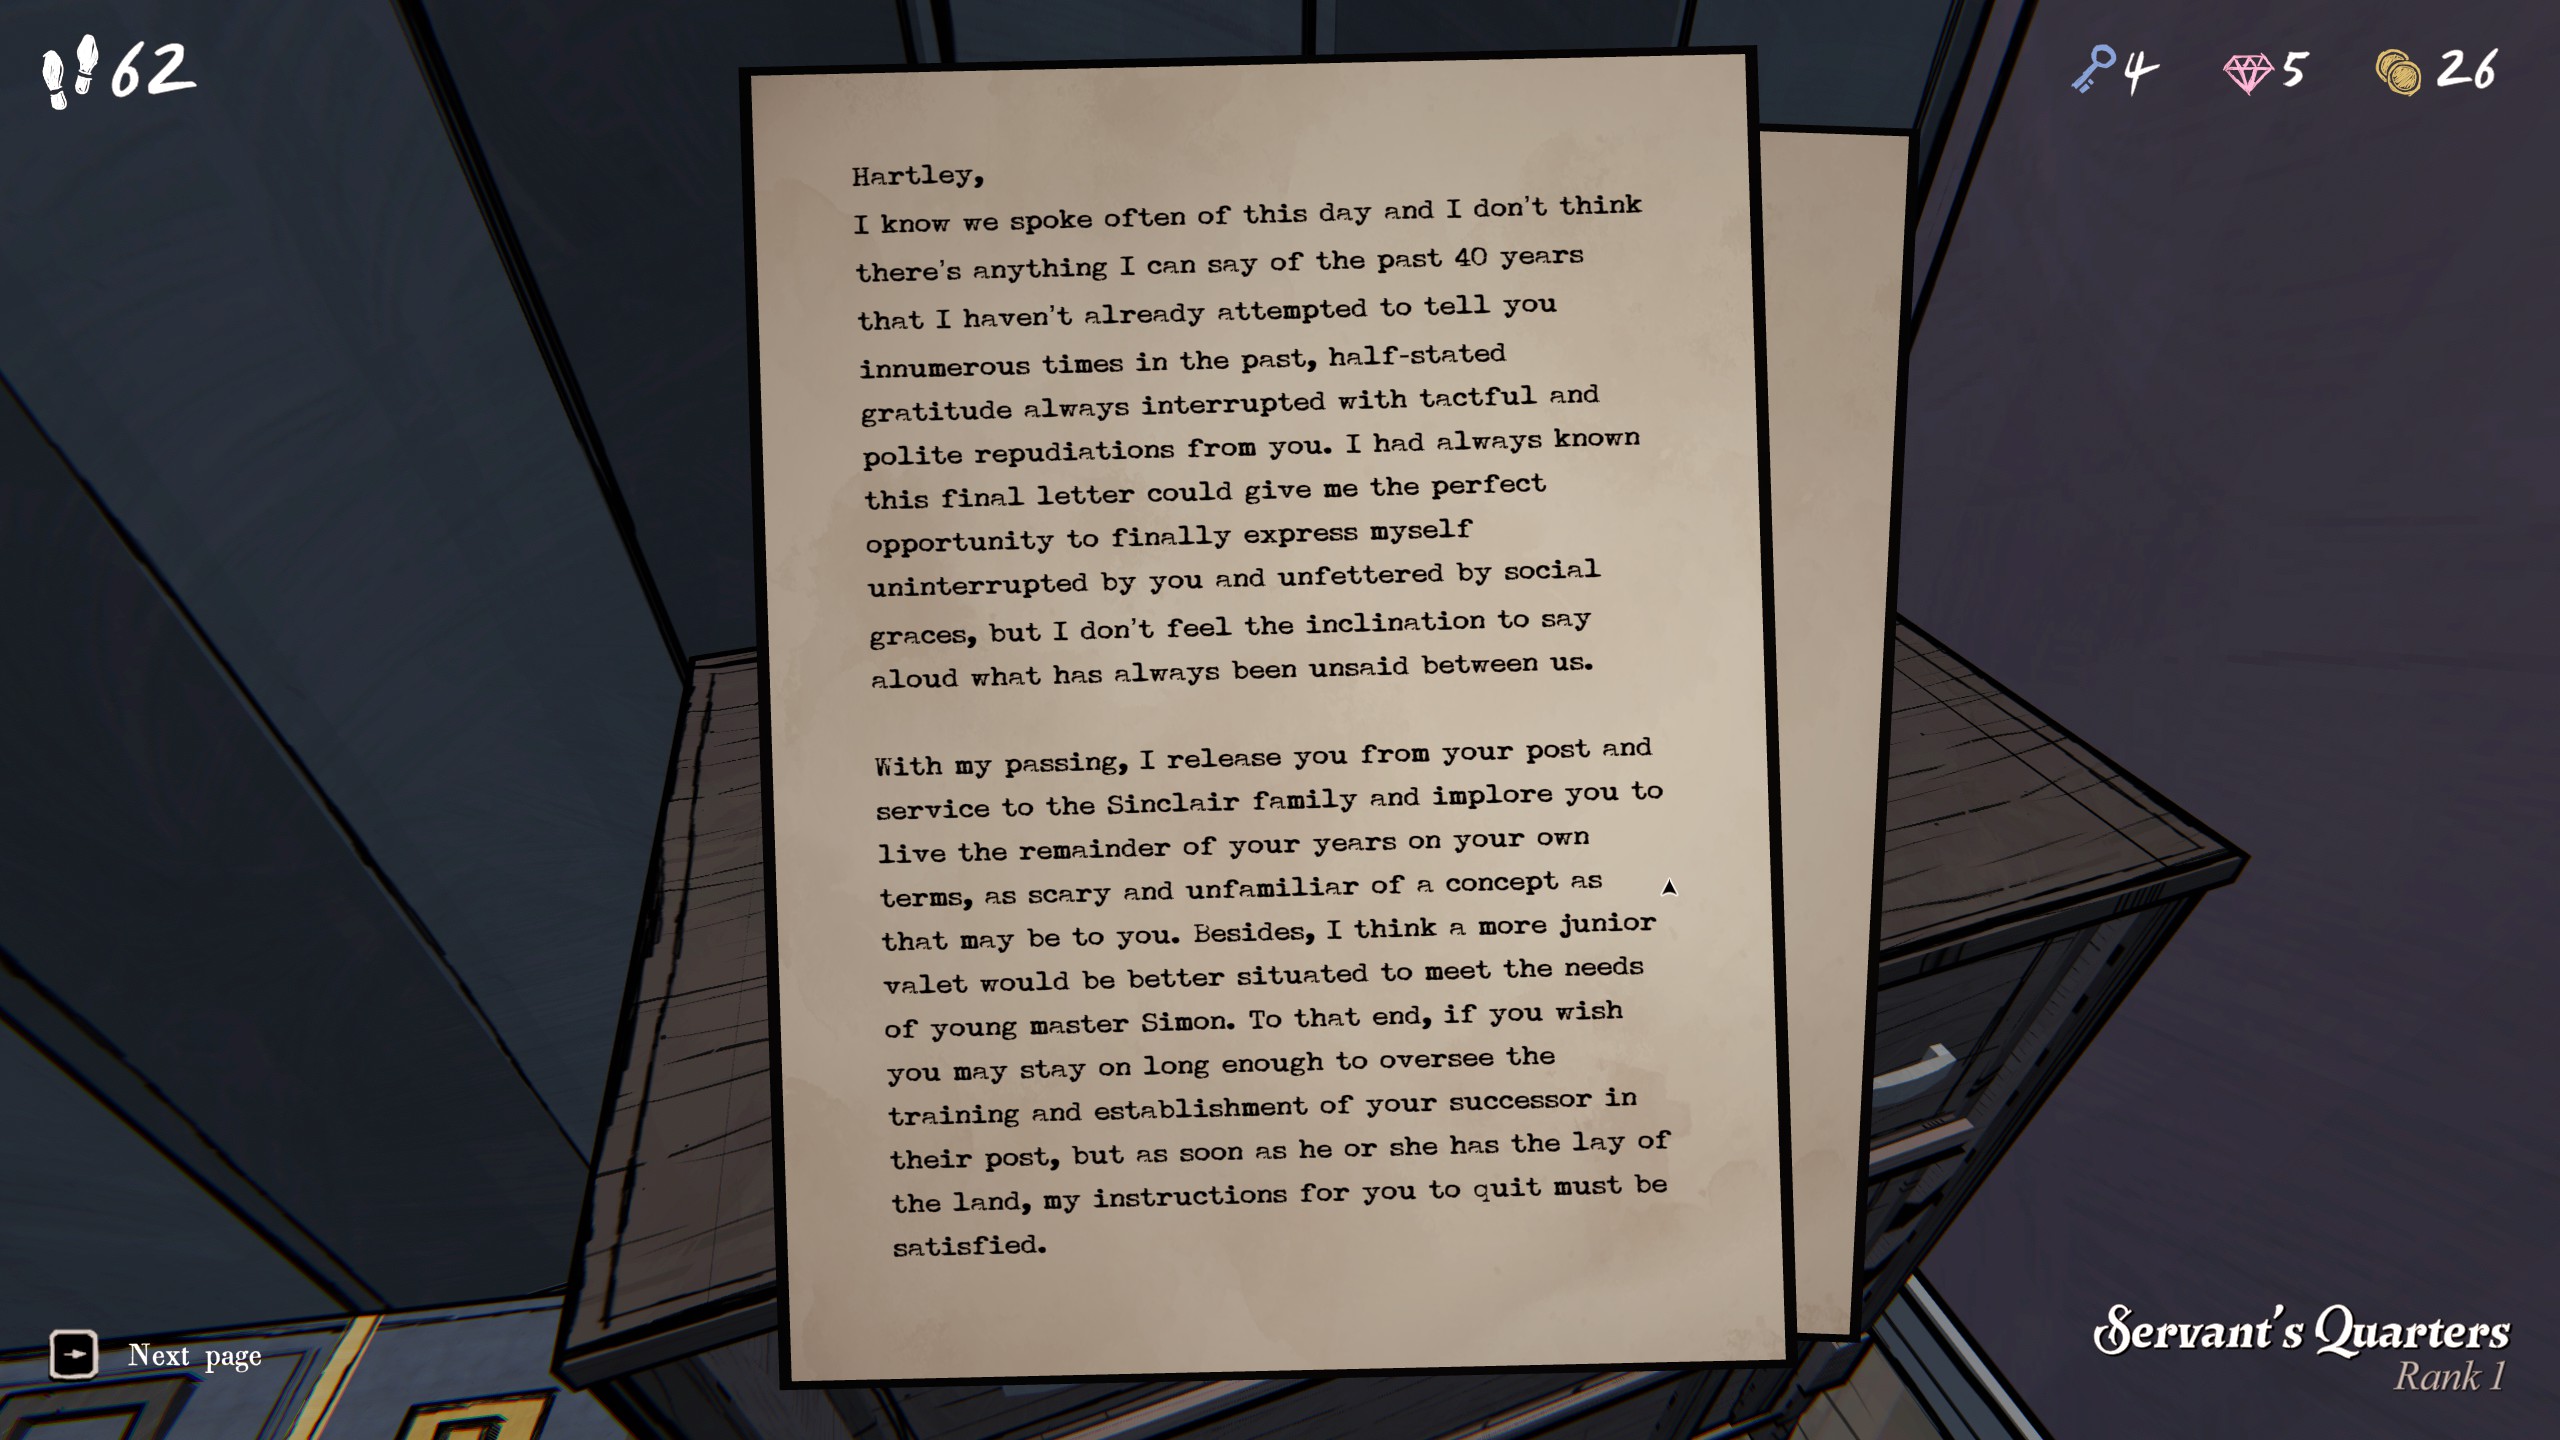 62
4
5
26
Hartley,
I know we spoke often of this day and I don't think
there's anything I can say of the past 40 years
that I haven't already attempted to tell you
innumerous times in the past, half-stated
gratitude always interrupted with tactful and
polite repudiations from you. I had always known
this final letter could give me the perfect
opportunity to finally express myself
uninterrupted by you and unfettered by social
graces, but I don't feel the inclination to say
aloud what has always been unsaid between us.
With my passing, I release you from your post and
service to the Sinclair family and implore you to
live the remainder of your years on your own
terms, as scary and unfamiliar of a concept as
that may be to you. Besides, I think a more junior
valet would be better situated to meet the needs
of young master Simon. To that end, if you wish
you may stay on long enough to oversee the
training and establishment of your successor in
their post, but as soon as he or she has the lay of
the land, my instructions for you to quit must be
satisfied.
Next page
Servant's Quarters
Rank 1